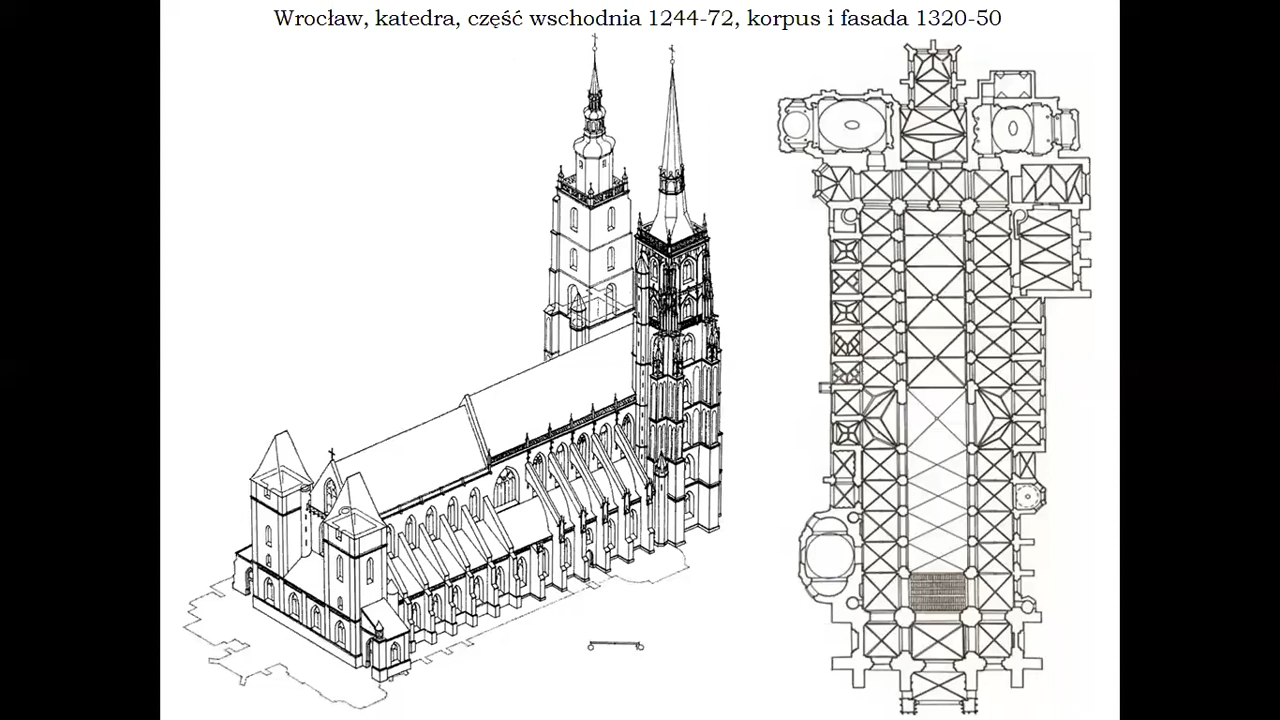 Wrocław, katedra, część wschodnia 1244-72, korpus i fasada 1320-50